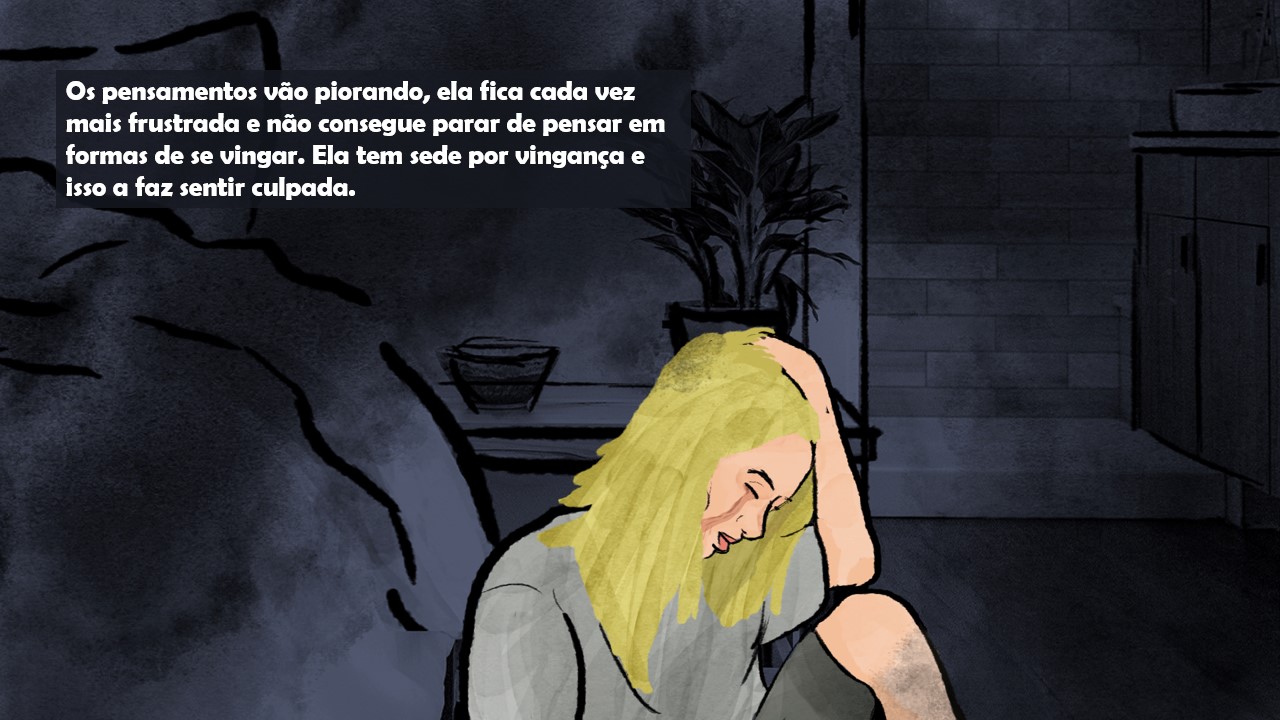 Os pensamentos vão piorando, ela fica cada vez
mais frustrada e não consegue parar de pensar em
formas de se vingar. Ela tem sede por vingança e
isso a faz sentir culpada.